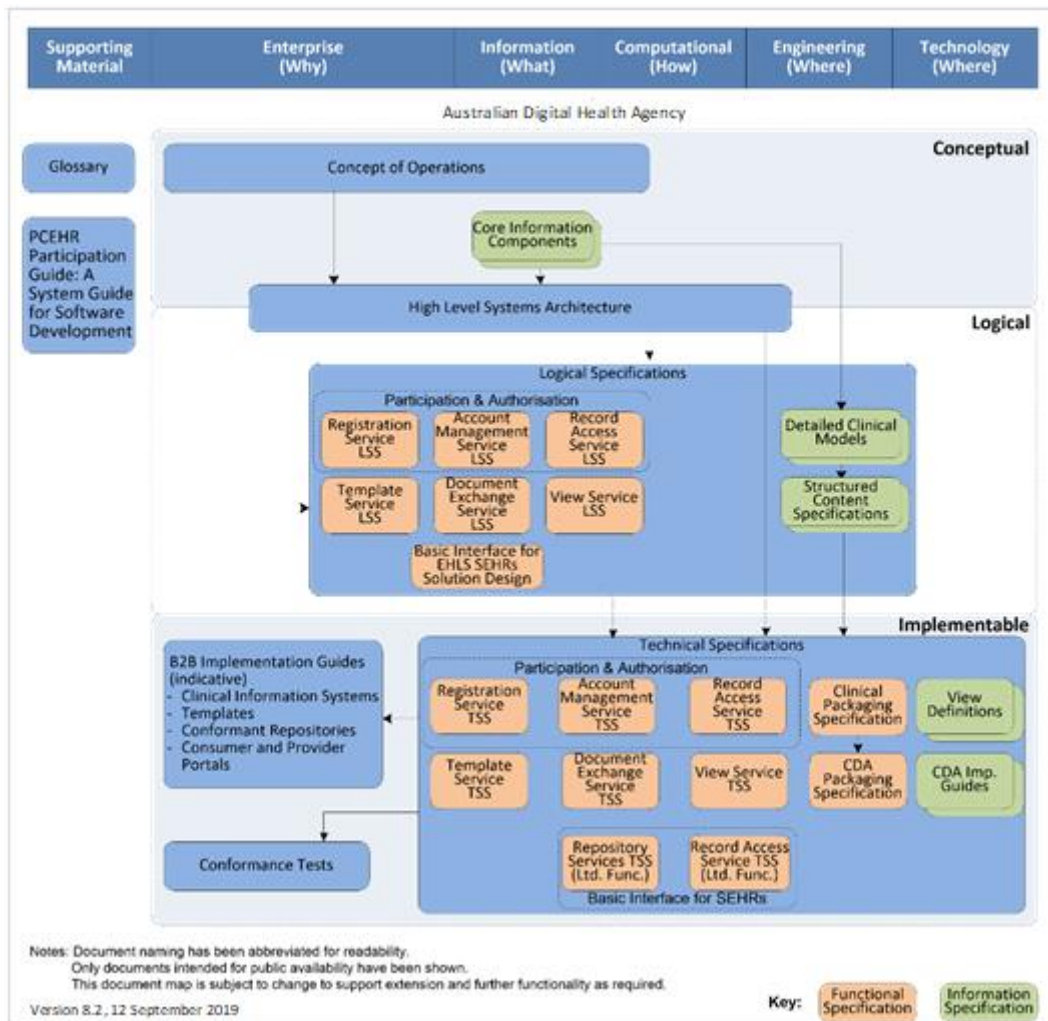 Supporting
Material
Enterprise
(Why)
Information
(What)
Computational
(How)
Engineering
(Where)
Technology
(Where)
Australian Digital Health Agency
Conceptual
Glossary
Concept of Operations
PCEHR
Participation
Guide: A
System Guide
for Software
Development
Core Information
Components
High Level Systems Architecture
Logical
Logical Specifications
Participation & Authorisation
Registration
Service
LSS
Account
Management
Service
LSS
Record
Access
Service
LSS
Detailed Clinical
Models
Template
Service
LSS
Document
Exchange
Service
LSS
View Service
LSS
Structured
Content
Specifications
Basic Interface for
EHLS SEHRs
Solution Design
Implementable
Technical Specifications
B2B Implementation Guides
(indicative)
- Clinical Information Systems
- Templates
- Conformant Repositories
- Consumer and Provider
Portals
Participation & Authorisation
Registration
Service
TSS
Account
Management
Service
TSS
Record
Access
Service
TSS
Clinical
Packaging
Specification
View
Definitions
Template
Service
TSS
Document
Exchange
Service
TSS
View Service
TSS
CDA
Packaging
Specification
CDA Imp.
Guides
Conformance Tests
Repository
Services TSS
(Ltd. Func.)
Record Access
Service TSS
(Ltd. Func.)
Basic Interface for SEHRs
Notes: Document naming has been abbreviated for readability.
Only documents intended for public availability have been shown.
This document map is subject to change to support extension and further functionality as required.
Version 8.2, 12 September 2019
Key:
Functional
Specification
Information
Specification